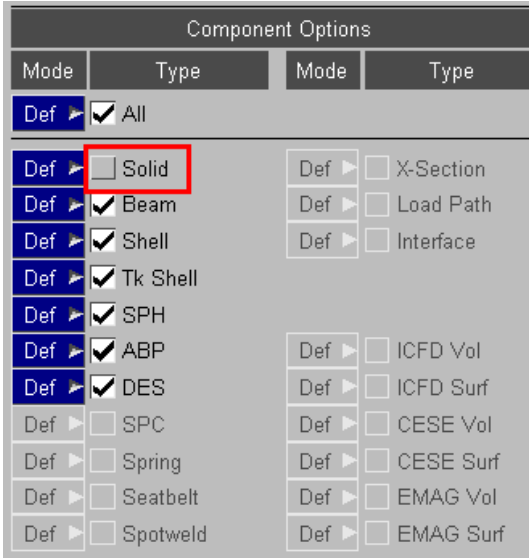 Component Options
Mode Type Mode Type
Def All
Def Solid Def X-Section
Def Beam Def Load Path
Def Shell Def Interface
Def Tk Shell
Def SPH
Def ABP Def ICFD Vol
Def DES Def ICFD Surf
Def SPC Def CESE Vol
Def Spring Def CESE Surf
Def Seatbelt Def EMAG Vol
Def Spotweld Def EMAG Surf